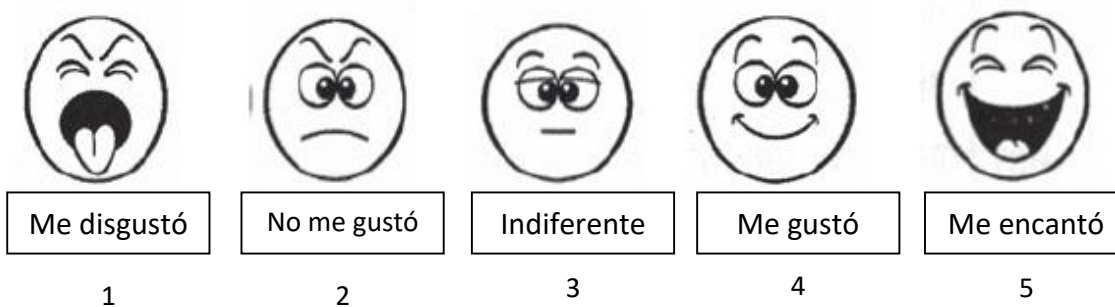 Me disgustó
No me gustó
Indiferente
Me gustó
Me encantó
1
2
3
4
5